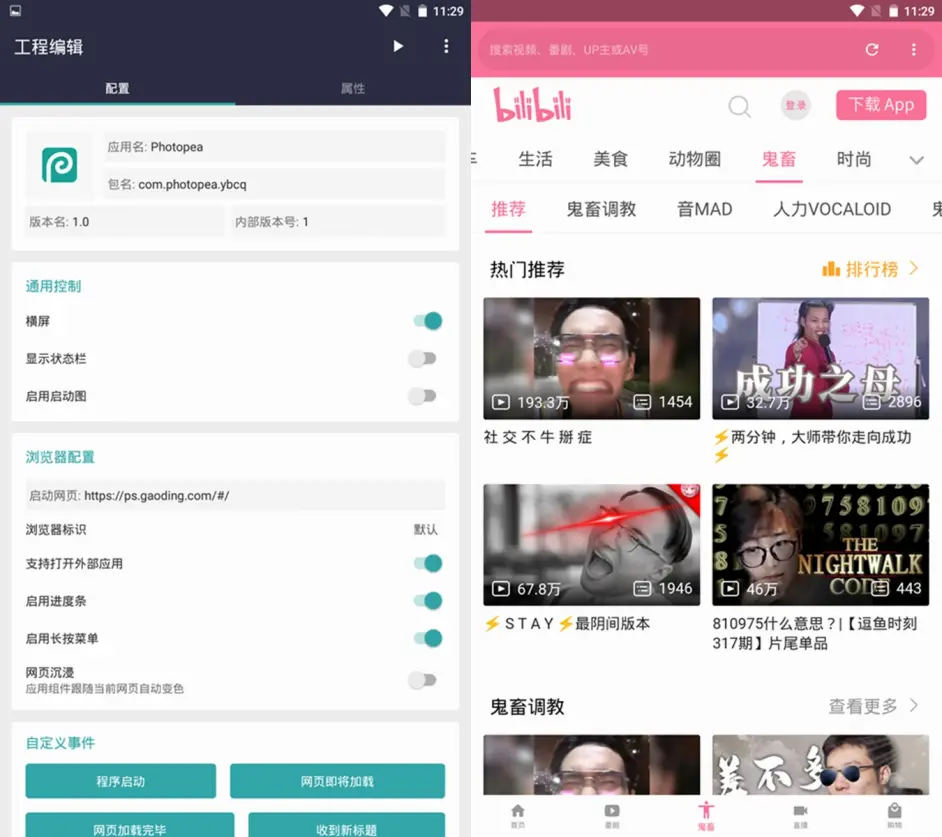 11:29
工程编辑
配置
属性
应用名: Photopea
包名: com.photopea.ybcq
版本名: 1.0
内部版本号: 1
通用控制
横屏
显示状态栏
启用启动图
浏览器配置
启动网页: https://ps.gaoding.com/#/
浏览器标识
默认
支持打开外部应用
启用进度条
启用长按菜单
网页沉漫
应用组件跟随当前网页自动变色
自定义事件
程序启动
网页即将加载
网页加载完毕
收到新标题
11:29
搜索视频、番剧、UP主或AV号
bilibili
登录
下载 App
生活
美食
动物圈
鬼畜
时尚
推荐
鬼畜调教
音MAD
人力VOCALOID
热门推荐
排行榜
193.3万
1454
成功之母
32.7万
2896
社 交 不 牛 掰 症
⚡两分钟，大师带你走向成功
⚡
67.8万
1946
0758109
758109
THE
NIGHTWALK
COD
46万
443
⚡ S T A Y ⚡最阴间版本
810975什么意思？|【逗鱼时刻
317期】片尾单品
鬼畜调教
查看更多
差不多
首页
番剧
鬼畜
直播
购物